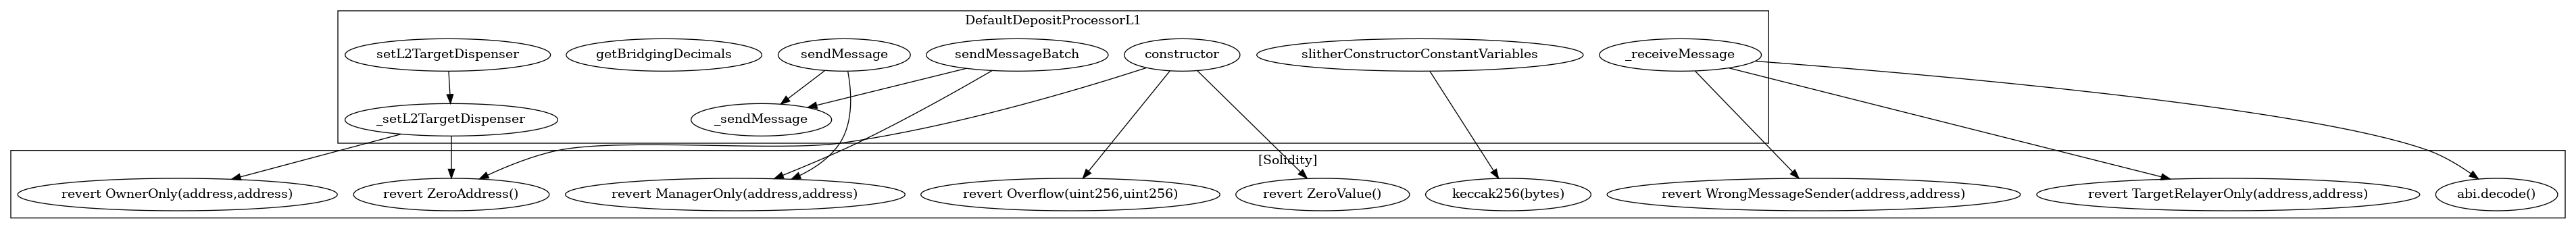 DefaultDepositProcessorL1
setL2TargetDispenser
getBridgingDecimals
sendMessage
sendMessageBatch
constructor
slitherConstructorConstantVariables
_receiveMessage
_setL2TargetDispenser
_sendMessage
[Solidity]
revert OwnerOnly(address,address)
revert ZeroAddress()
revert ManagerOnly(address,address)
revert Overflow(uint256,uint256)
revert ZeroValue()
keccak256(bytes)
revert WrongMessageSender(address,address)
revert TargetRelayerOnly(address,address)
abi.decode()